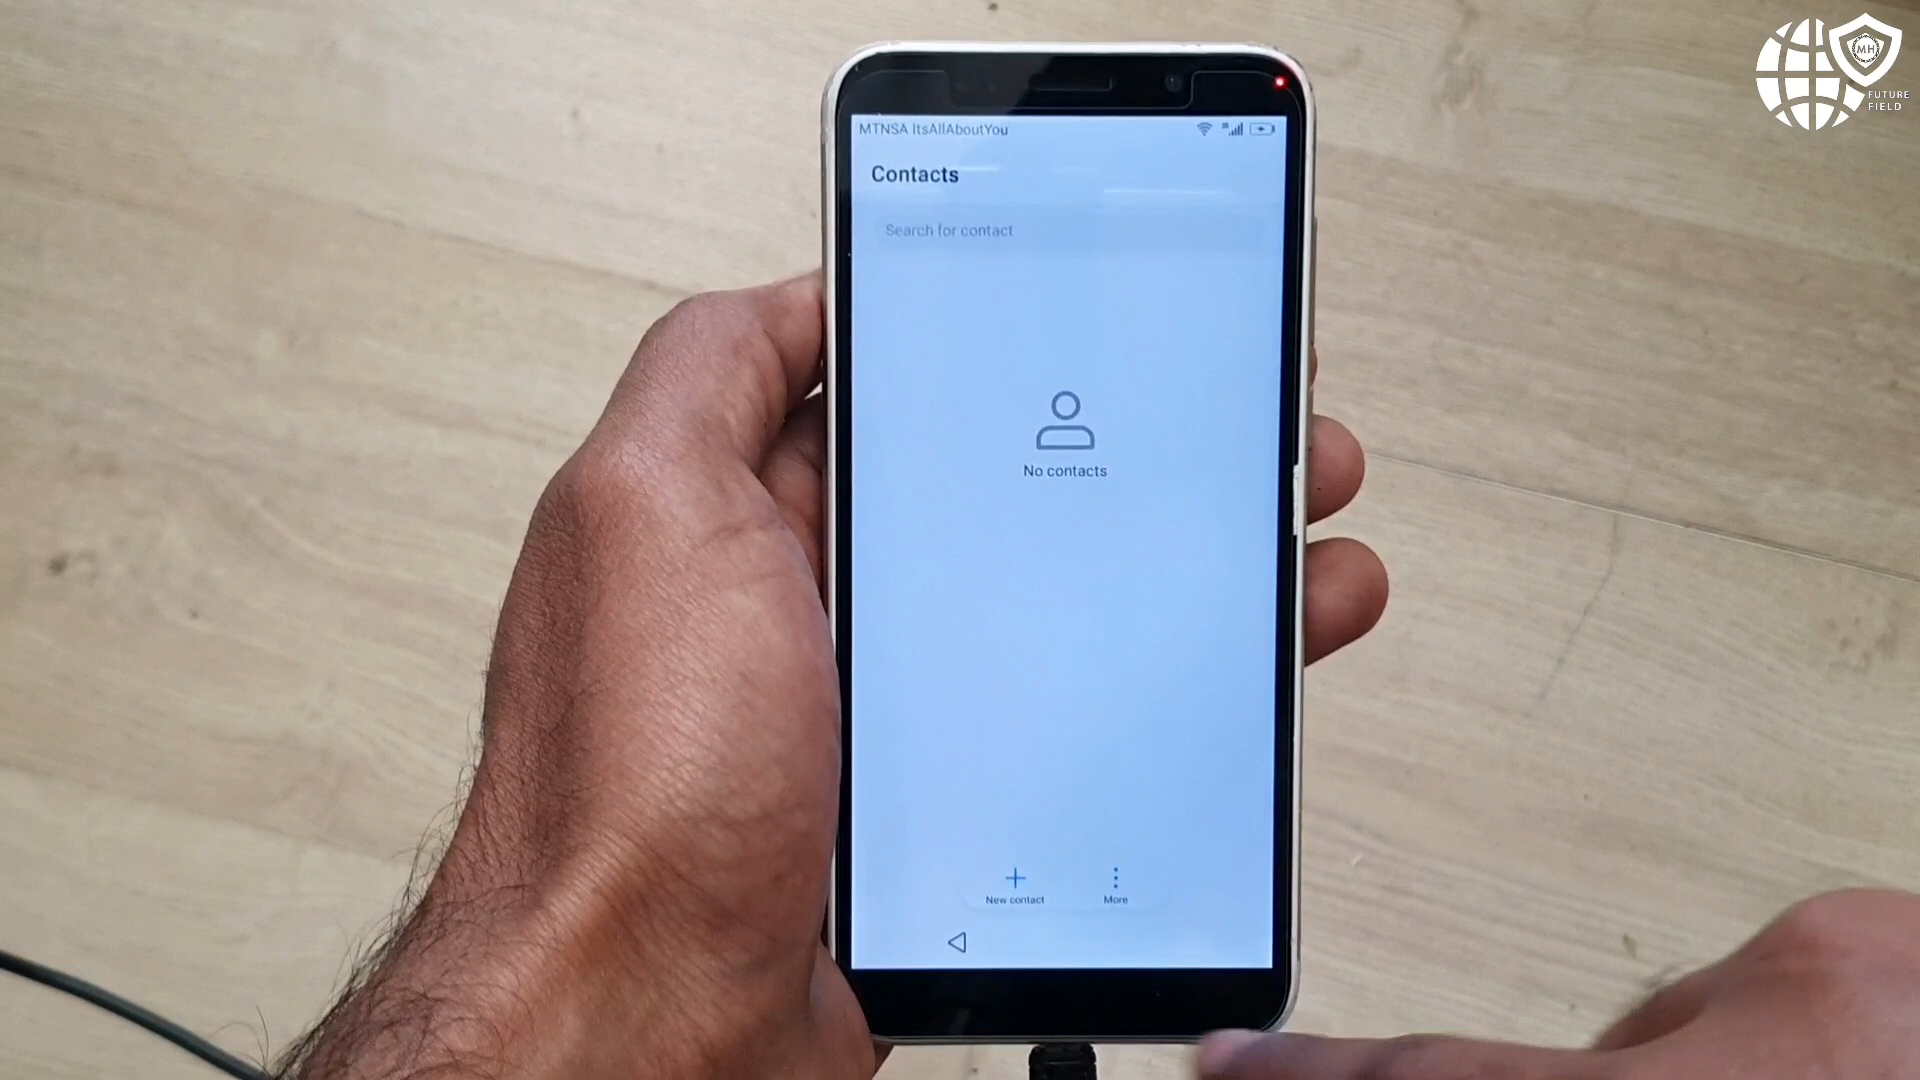 MTNSA ItsAllAboutYou
Contacts
Search for contact
No contacts
New contact
More
MH
FUTURE
FIELD